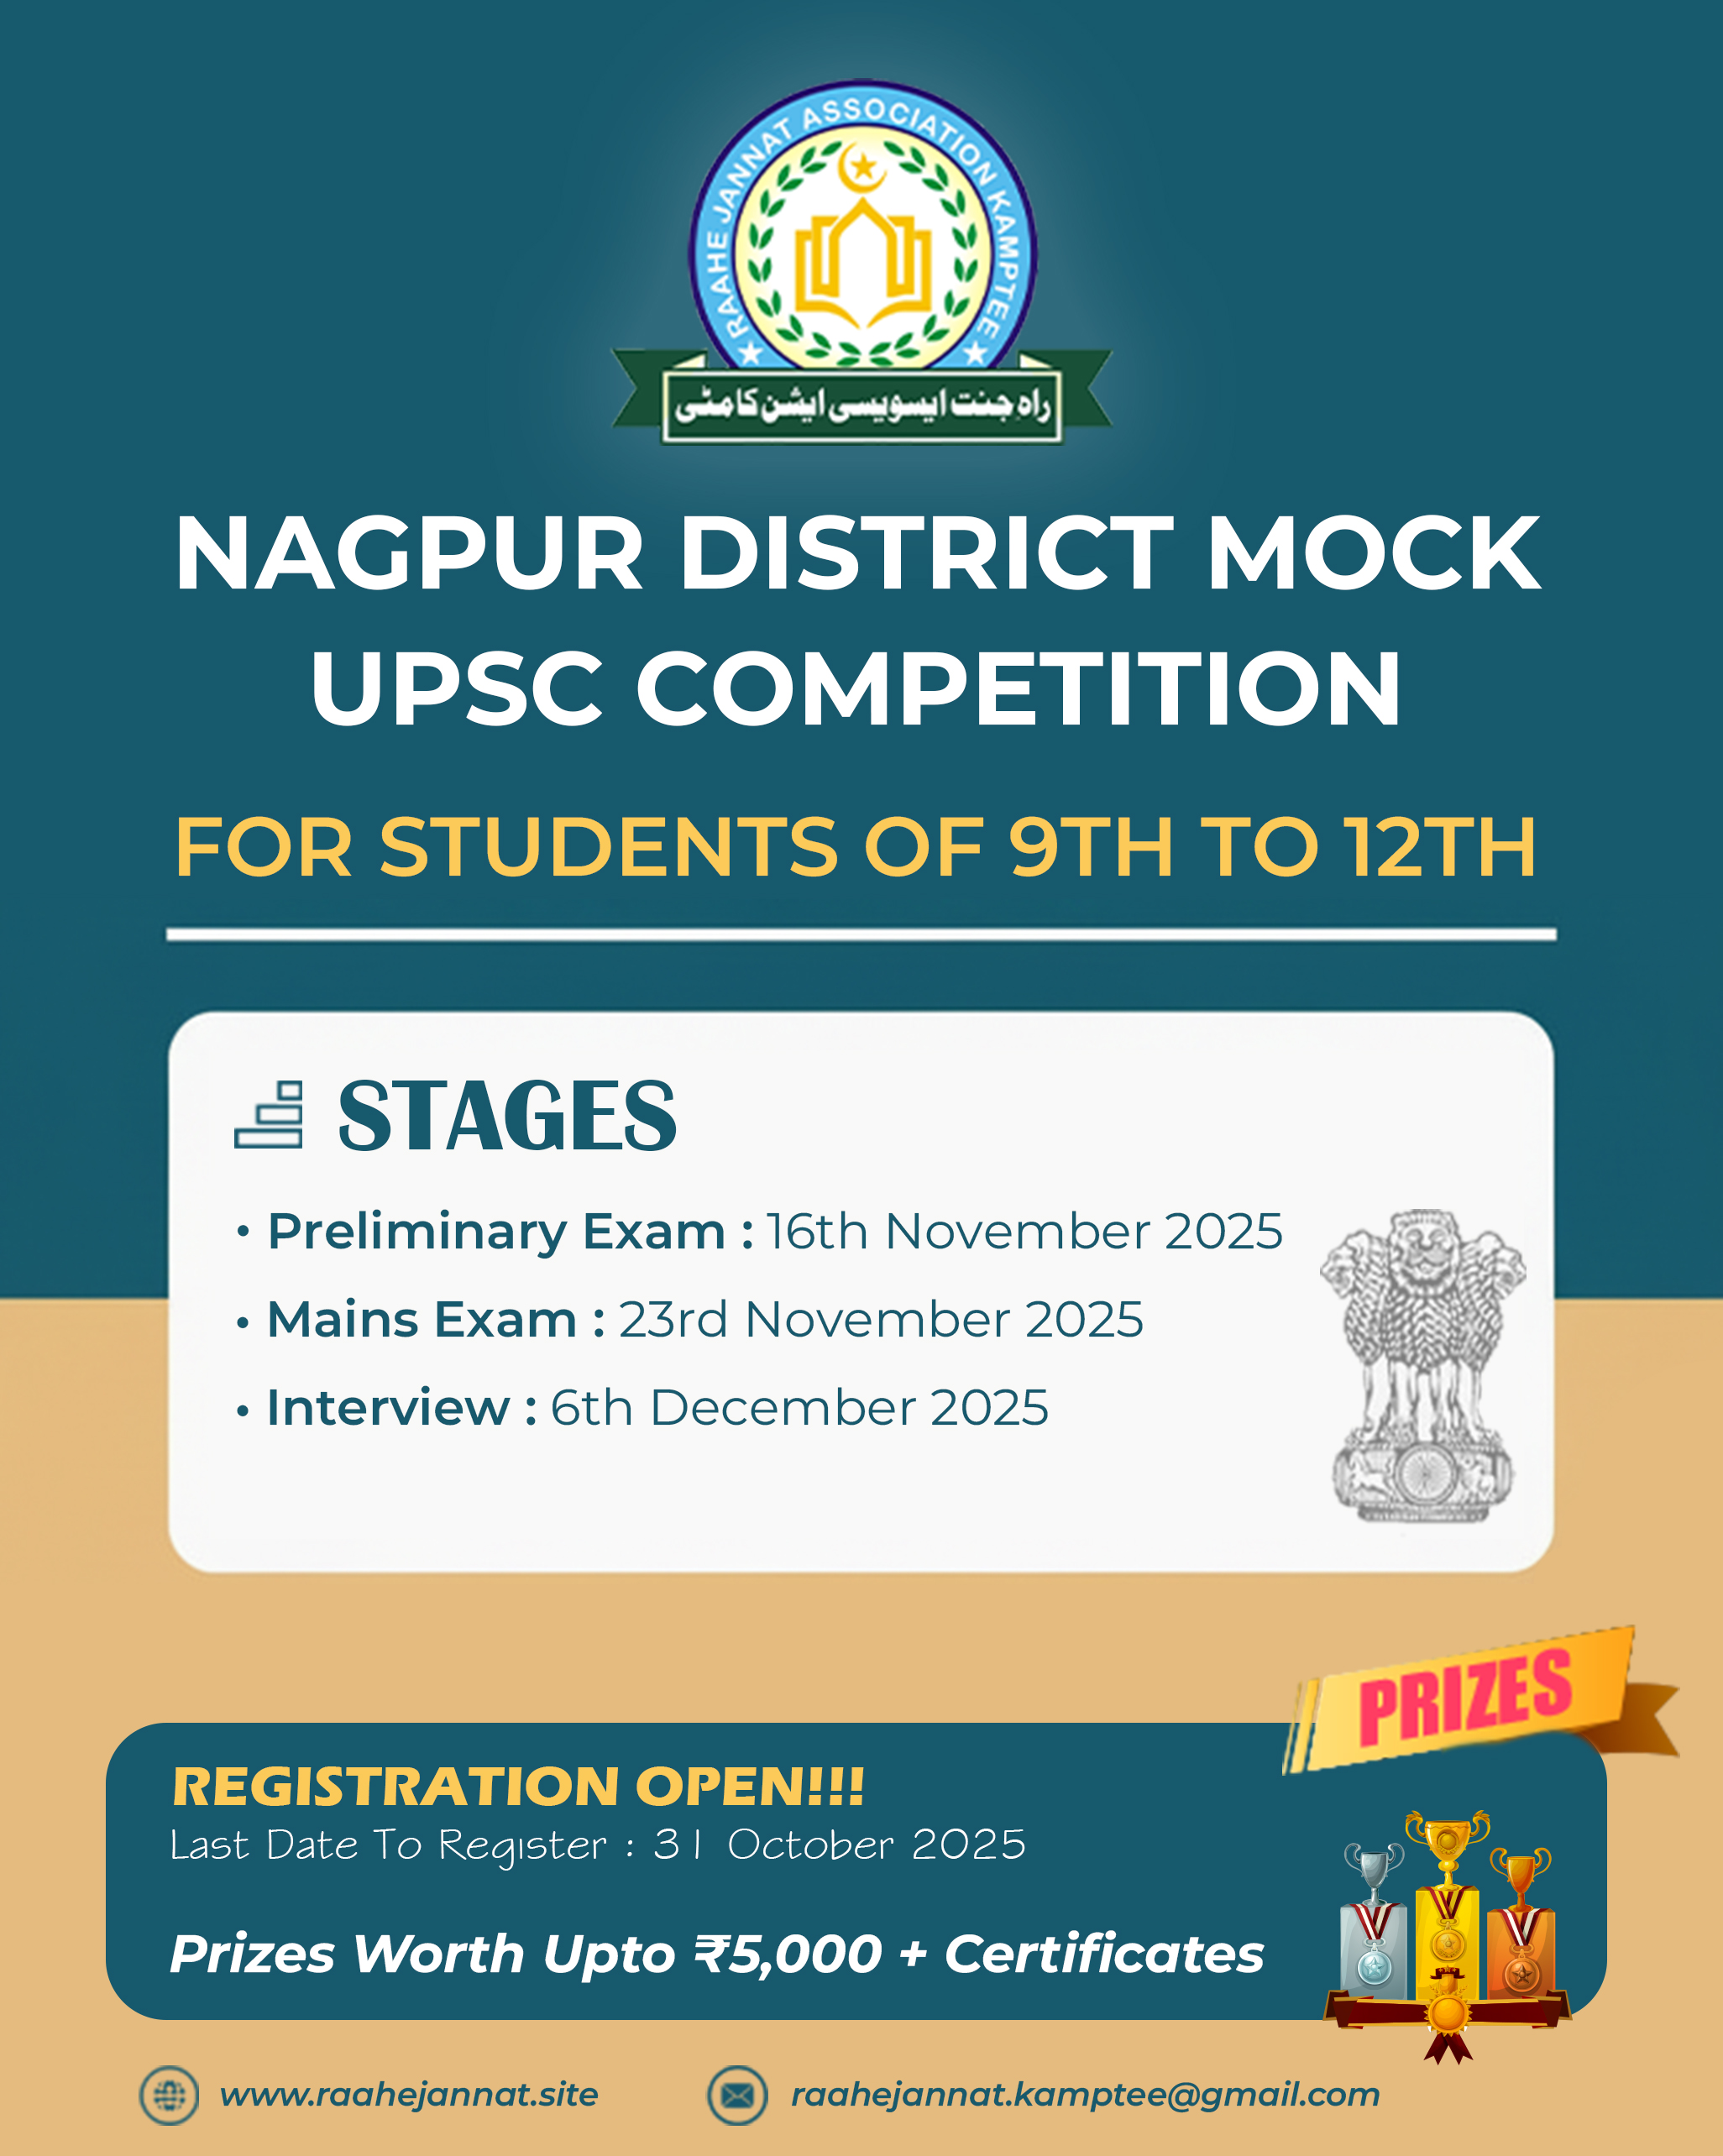 RAAHE JANNAT ASSOCIATION KAMPTEE
راہِ جنت ایسویسی ایشن کامٹی
NAGPUR DISTRICT MOCK
UPSC COMPETITION
FOR STUDENTS OF 9TH TO 12TH
STAGES
• Preliminary Exam : 16th November 2025
• Mains Exam : 23rd November 2025
• Interview : 6th December 2025
PRIZES
REGISTRATION OPEN!!!
Last Date To Register : 31 October 2025
Prizes Worth Upto ₹5,000 + Certificates
www.raahejannat.site
raahejannat.kamptee@gmail.com